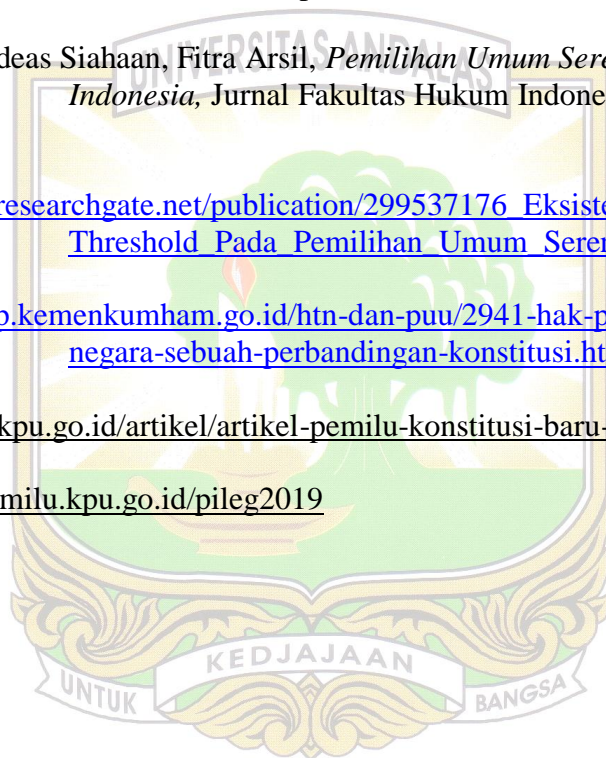 UNIVERSITAS ANDALAS
deas Siahaan, Fitra Arsil, Pemilihan Umum Sere
Indonesia, Jurnal Fakultas Hukum Indone
researchgate.net/publication/299537176_Eksiste
Threshold_Pada_Pemilihan_Umum_Seren
p.kemenkumham.go.id/htn-dan-puu/2941-hak-p
negara-sebuah-perbandingan-konstitusi.ht
kpu.go.id/artikel/artikel-pemilu-konstitusi-baru-
milu.kpu.go.id/pileg2019
KEDJAJAAN
UNTUK
BANGSA